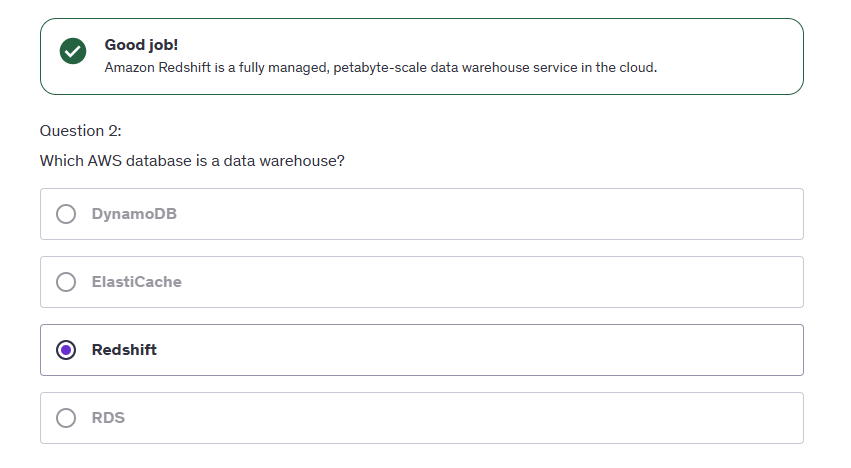 Good job!
Amazon Redshift is a fully managed, petabyte-scale data warehouse service in the cloud.
Question 2:
Which AWS database is a data warehouse?
DynamoDB
ElastiCache
Redshift
RDS